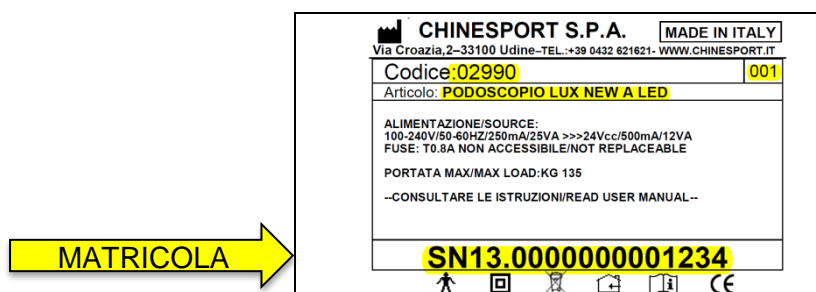 CHINESPORT S.P.A. MADE IN ITALY
Via Croazia,2–33100 Udine–TEL.:+39 0432 621621- WWW.CHINESPORT.IT
Codice:02990 001
Articolo: PODOSCOPIO LUX NEW A LED
ALIMENTAZIONE/SOURCE:
100-240V/50-60HZ/250mA/25VA >>>24Vcc/500mA/12VA
FUSE: T0.8A NON ACCESSIBILE/NOT REPLACEABLE
PORTATA MAX/MAX LOAD:KG 135
--CONSULTARE LE ISTRUZIONI/READ USER MANUAL--
MATRICOLA
SN13.0000000001234
i CE